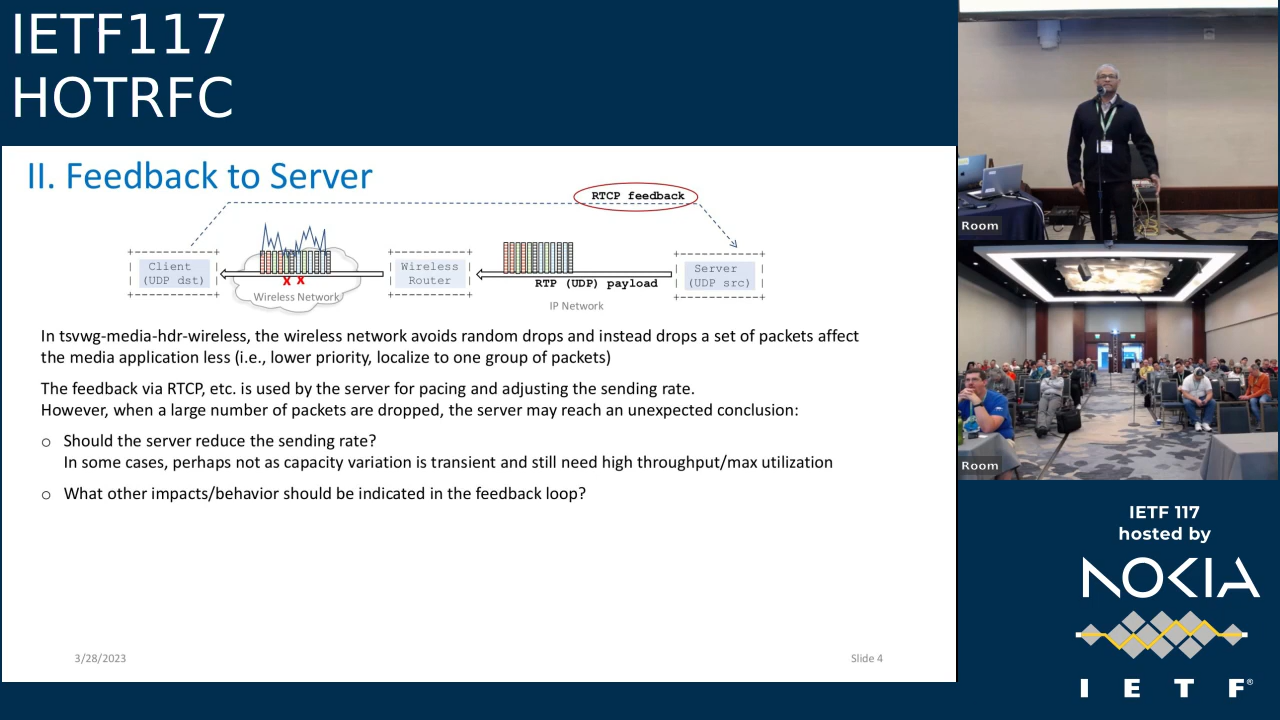 IETF117
HOTRFC
II. Feedback to Server
RTCP feedback
Client
(UDP dst)
Wireless Network
Wireless
Router
RTP (UDP) payload
IP Network
Server
(UDP src)
In tsvwg-media-hdr-wireless, the wireless network avoids random drops and instead drops a set of packets affect
the media application less (i.e., lower priority, localize to one group of packets)
The feedback via RTCP, etc. is used by the server for pacing and adjusting the sending rate.
However, when a large number of packets are dropped, the server may reach an unexpected conclusion:
o Should the server reduce the sending rate?
In some cases, perhaps not as capacity variation is transient and still need high throughput/max utilization
o What other impacts/behavior should be indicated in the feedback loop?
3/28/2023
Slide 4
Room
Room
IETF 117
hosted by
NOKIA
I E T F®